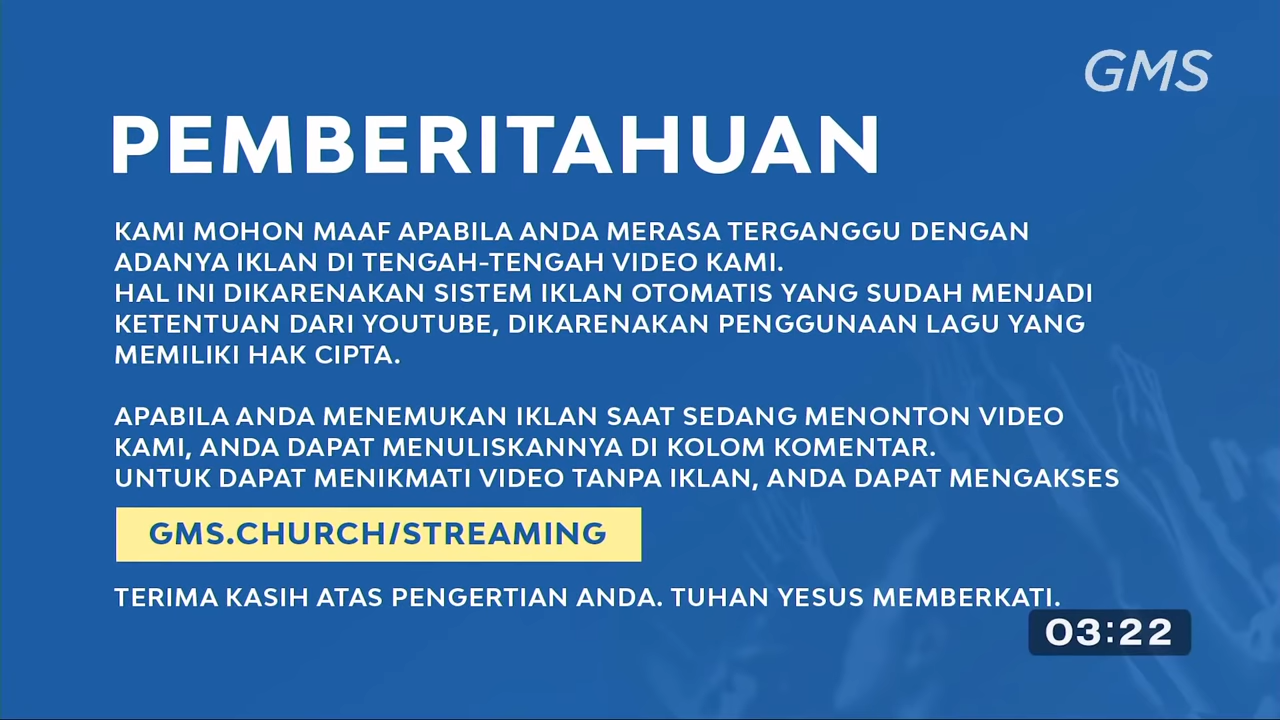 GMS
PEMBERITAHUAN
KAMI MOHON MAAF APABILA ANDA MERASA TERGANGGU DENGAN
ADANYA IKLAN DI TENGAH-TENGAH VIDEO KAMI.
HAL INI DIKARENAKAN SISTEM IKLAN OTOMATIS YANG SUDAH MENJADI
KETENTUAN DARI YOUTUBE, DIKARENAKAN PENGGUNAAN LAGU YANG
MEMILIKI HAK CIPTA.
APABILA ANDA MENEMUKAN IKLAN SAAT SEDANG MENONTON VIDEO
KAMI, ANDA DAPAT MENULISKANNYA DI KOLOM KOMENTAR.
UNTUK DAPAT MENIKMATI VIDEO TANPA IKLAN, ANDA DAPAT MENGAKSES
GMS.CHURCH/STREAMING
TERIMA KASIH ATAS PENGERTIAN ANDA. TUHAN YESUS MEMBERKATI.
03:22